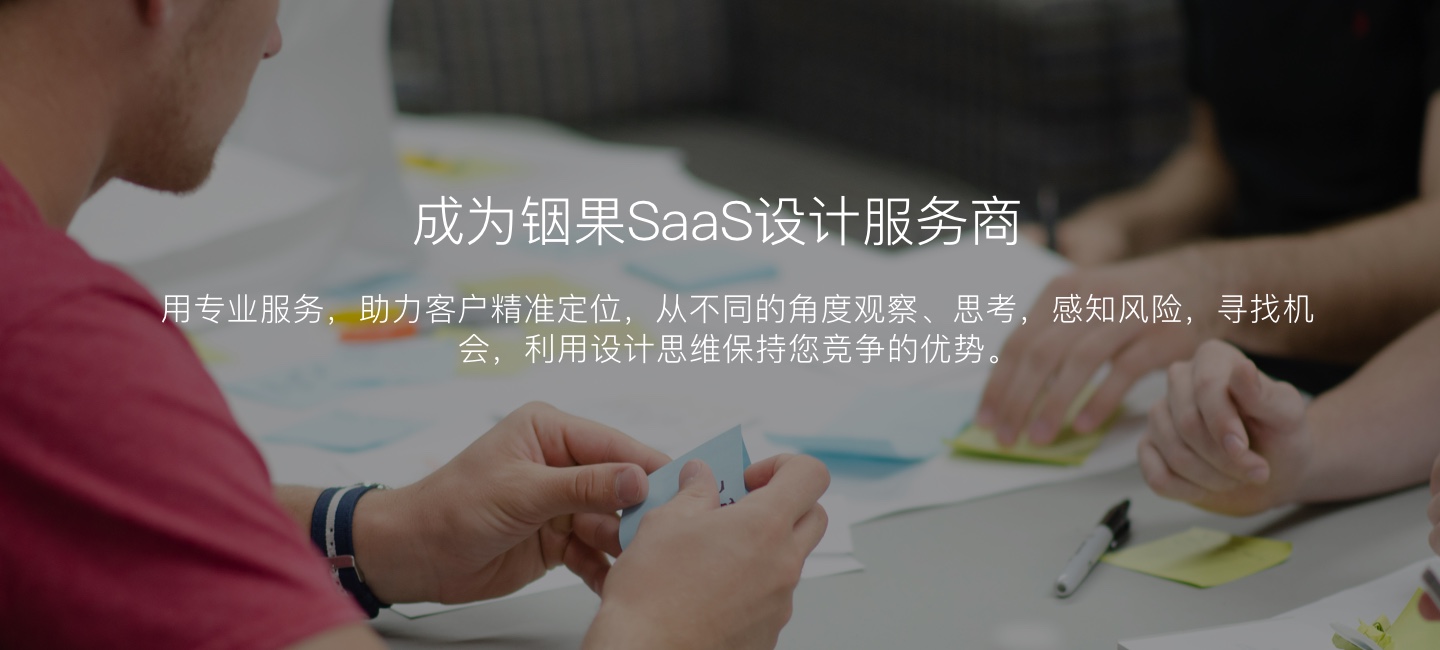 成为铟果SaaS设计服务商
用专业服务，助力客户精准定位，从不同的角度观察、思考，感知风险，寻找机
会，利用设计思维保持您竞争的优势。